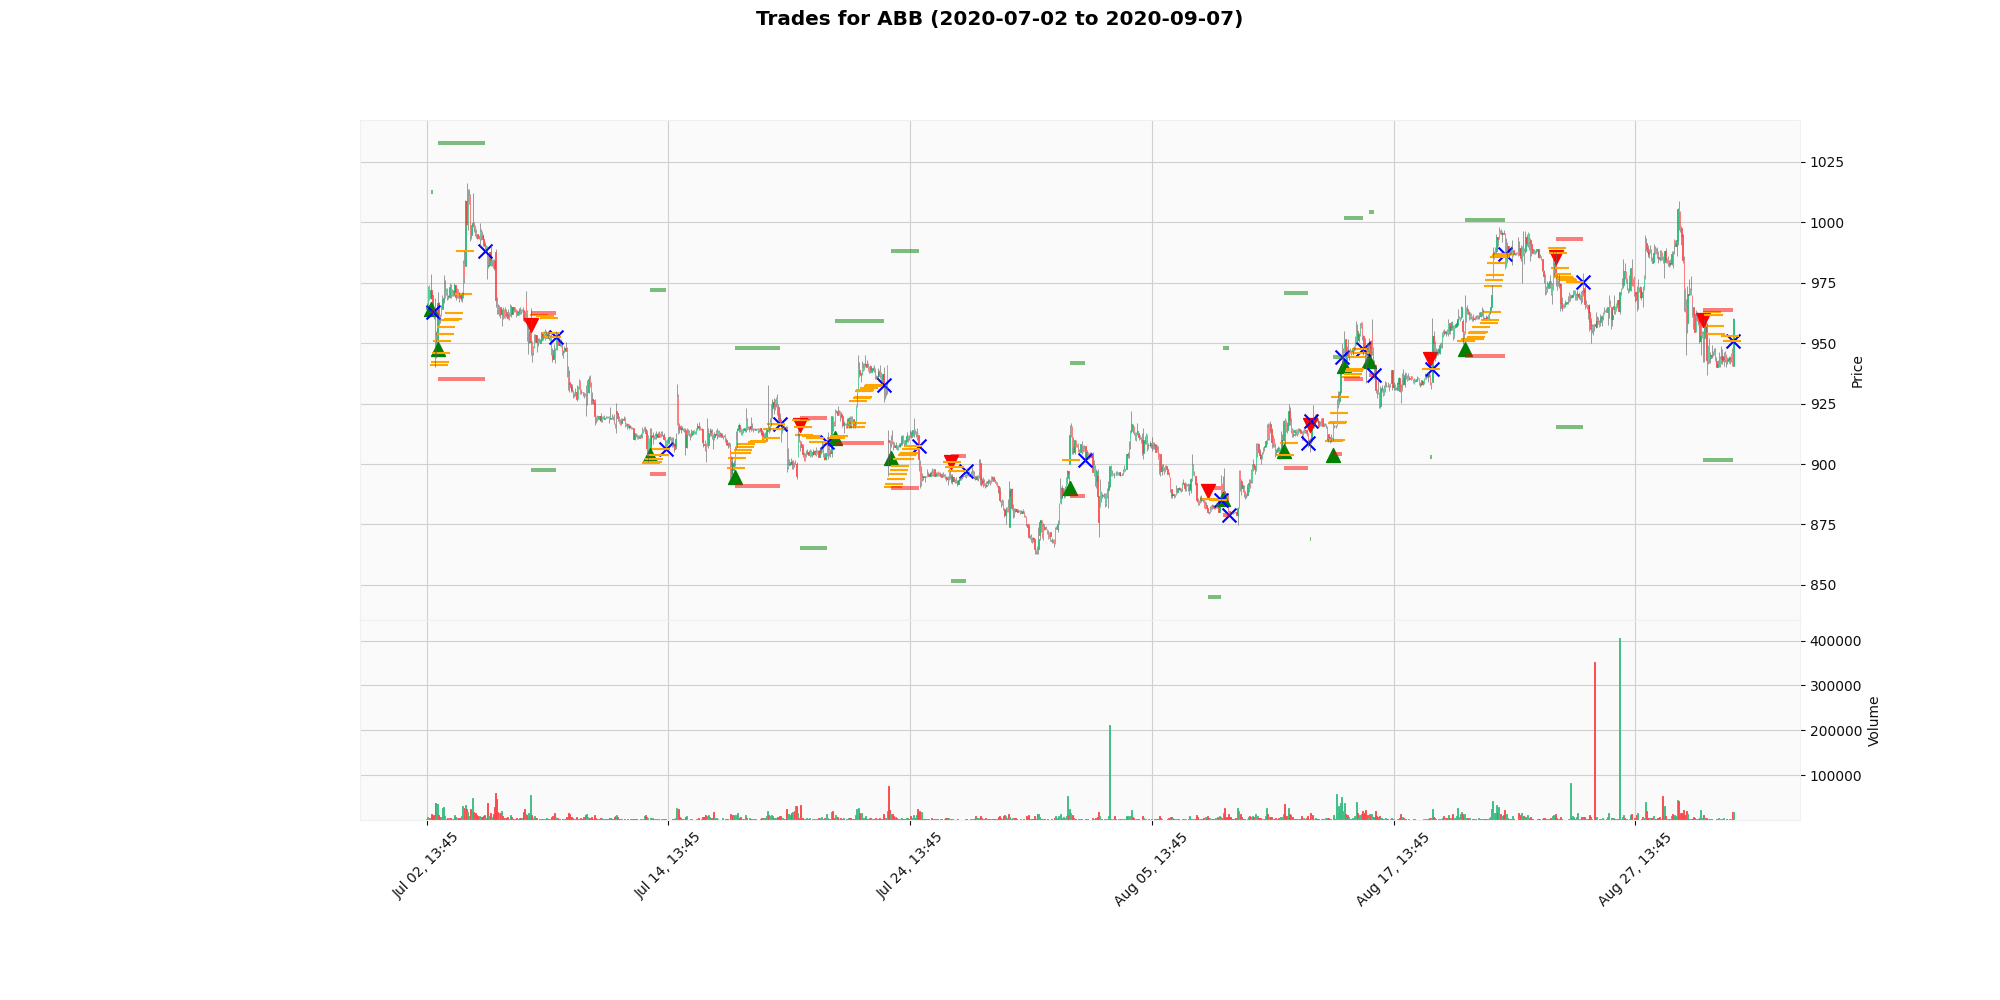 Trades for ABB (2020-07-02 to 2020-09-07)
1025
1000
975
950
925
900
875
850
Price
400000
300000
200000
100000
Volume
Jul 02, 13:45
Jul 14, 13:45
Jul 24, 13:45
Aug 05, 13:45
Aug 17, 13:45
Aug 27, 13:45